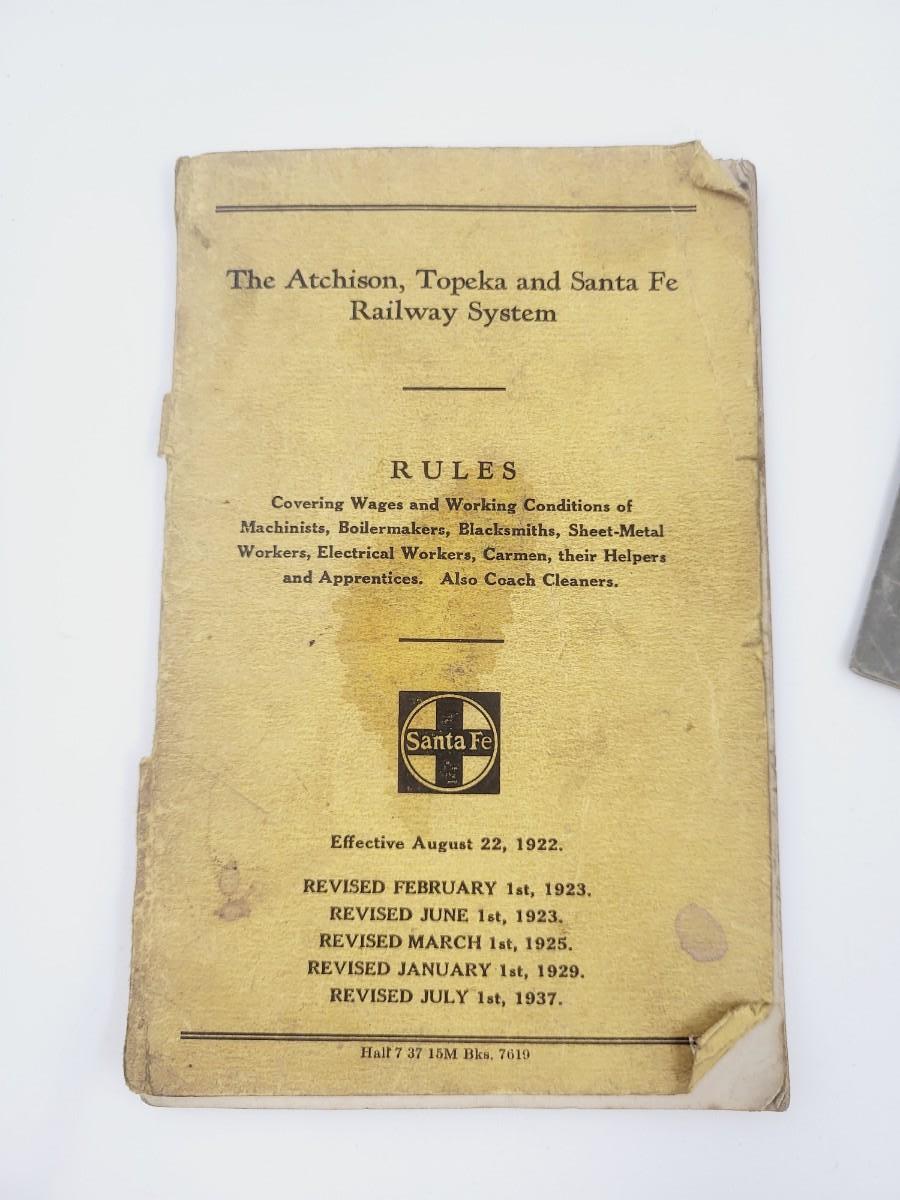 The Atchison, Topeka and Santa Fe
Railway System
RULES
Covering Wages and Working Conditions of
Machinists, Boilermakers, Blacksmiths, Sheet-Metal
Workers, Electrical Workers, Carmen, their Helpers
and Apprentices. Also Coach Cleaners.
Santa Fe
Effective August 22, 1922.
REVISED FEBRUARY 1st, 1923.
REVISED JUNE 1st, 1923.
REVISED MARCH 1st, 1925.
REVISED JANUARY 1st, 1929.
REVISED JULY 1st, 1937.
Hall 7 37 15M Bks. 7619